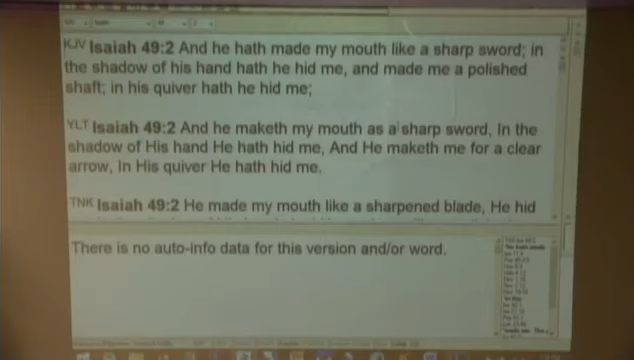 KJV Isaiah 49:2 And he hath made my mouth like a sharp sword; in
the shadow of his hand hath he hid me, and made me a polished
shaft; in his quiver hath he hid me;
YLT Isaiah 49:2 And he maketh my mouth as a sharp sword, In the
shadow of His hand He hath hid me, And He maketh me for a clear
arrow, In His quiver He hath hid me.
TNK Isaiah 49:2 He made my mouth like a sharpened blade, He hid
There is no auto-info data for this version and/or word.